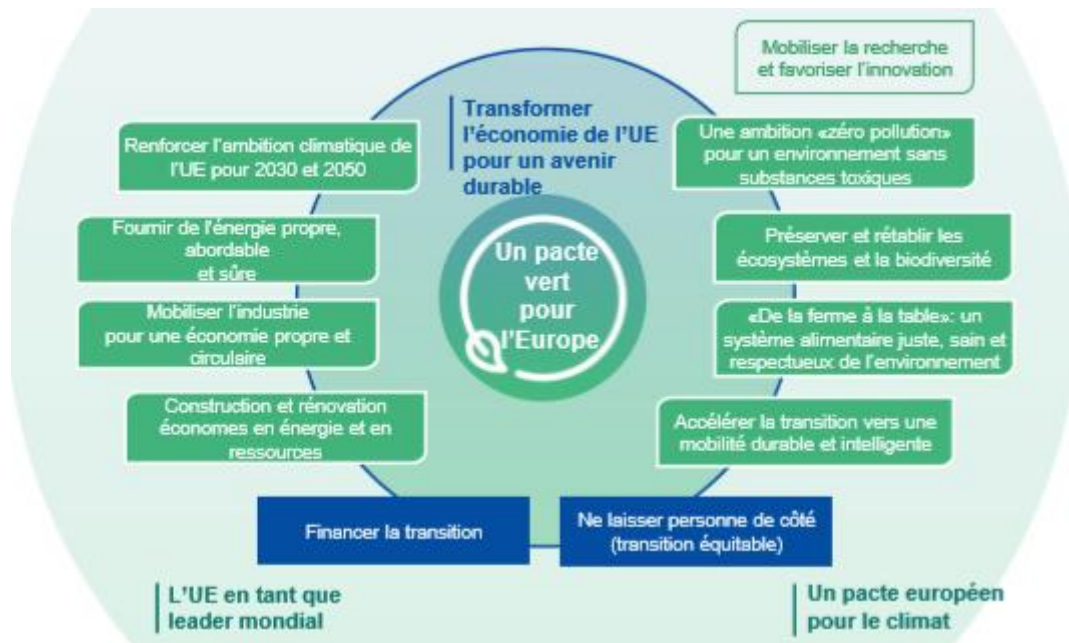 Mobiliser la recherche
et favoriser l'innovation
Transformer
l'économie de l'UE
pour un avenir
durable
Renforcer l'ambition climatique de
l'UE pour 2030 et 2050
Une ambition «zéro pollution»
pour un environnement sans
substances toxiques
Fournir de l'énergie propre,
abordable
et sûre
Un pacte
vert
pour
l'Europe
Préserver et rétablir les
écosystèmes et la biodiversité
Mobiliser l'industrie
pour une économie propre et
circulaire
«De la ferme à la table»: un
système alimentaire juste, sain et
respectueux de l'environnement
Construction et rénovation
économes en énergie et en
ressources
Accélérer la transition vers une
mobilité durable et intelligente
Financer la transition
Ne laisser personne de côté
(transition équitable)
L'UE en tant que
leader mondial
Un pacte européen
pour le climat